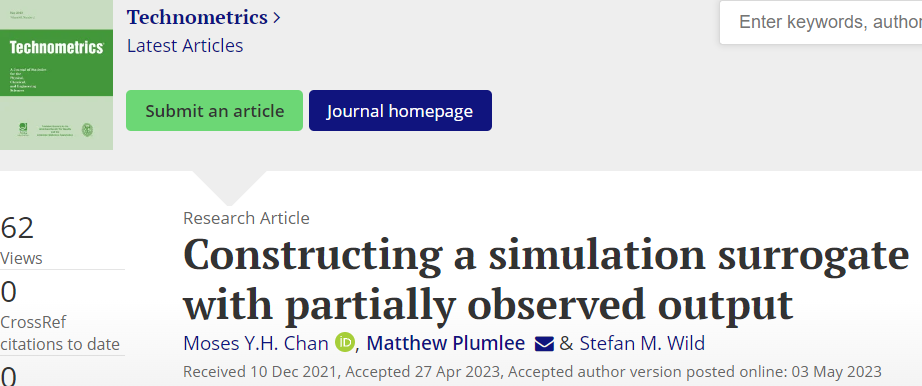 Technometrics >
Latest Articles
Enter keywords, author
Technometrics
Submit an article
Journal homepage
62
Views
0
CrossRef
citations to date
0
Research Article
Constructing a simulation surrogate
with partially observed output
Moses Y.H. Chan iD, Matthew Plumlee & Stefan M. Wild
Received 10 Dec 2021, Accepted 27 Apr 2023, Accepted author version posted online: 03 May 2023